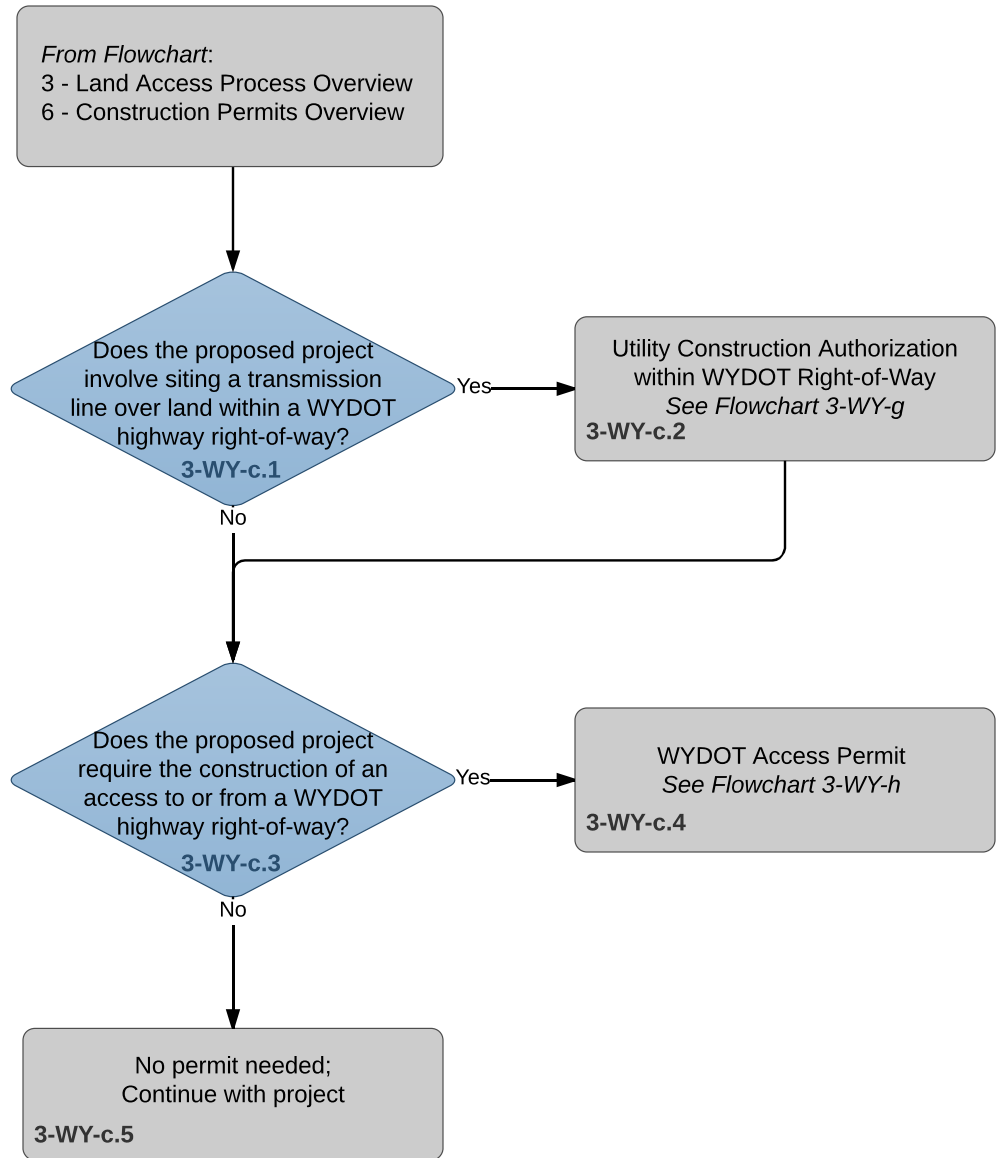 From Flowchart:
3 - Land Access Process Overview
6 - Construction Permits Overview
Does the proposed project
involve siting a transmission
line over land within a WYDOT
highway right-of-way?
3-WY-c.1
Yes
Utility Construction Authorization
within WYDOT Right-of-Way
See Flowchart 3-WY-g
3-WY-c.2
No
Does the proposed project
require the construction of an
access to or from a WYDOT
highway right-of-way?
3-WY-c.3
Yes
WYDOT Access Permit
See Flowchart 3-WY-h
3-WY-c.4
No
No permit needed;
Continue with project
3-WY-c.5